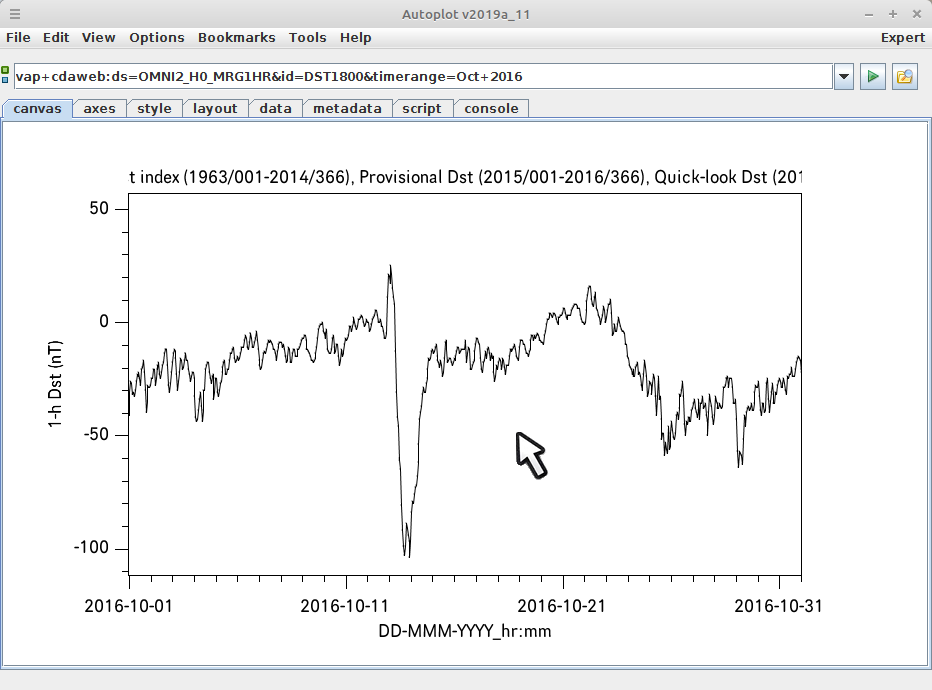 Autoplot v2019a_11
File Edit View Options Bookmarks Tools Help Expert
vap+cdaweb:ds=OMNI2_H0_MRG1HR&id=DST1800&timerange=Oct+2016
canvas axes style layout data metadata script console
t index (1963/001-2014/366), Provisional Dst (2015/001-2016/366), Quick-look Dst (201
50
0
-50
-100
1-h Dst (nT)
2016-10-01 2016-10-11 2016-10-21 2016-10-31
DD-MMM-YYYY_hr:mm